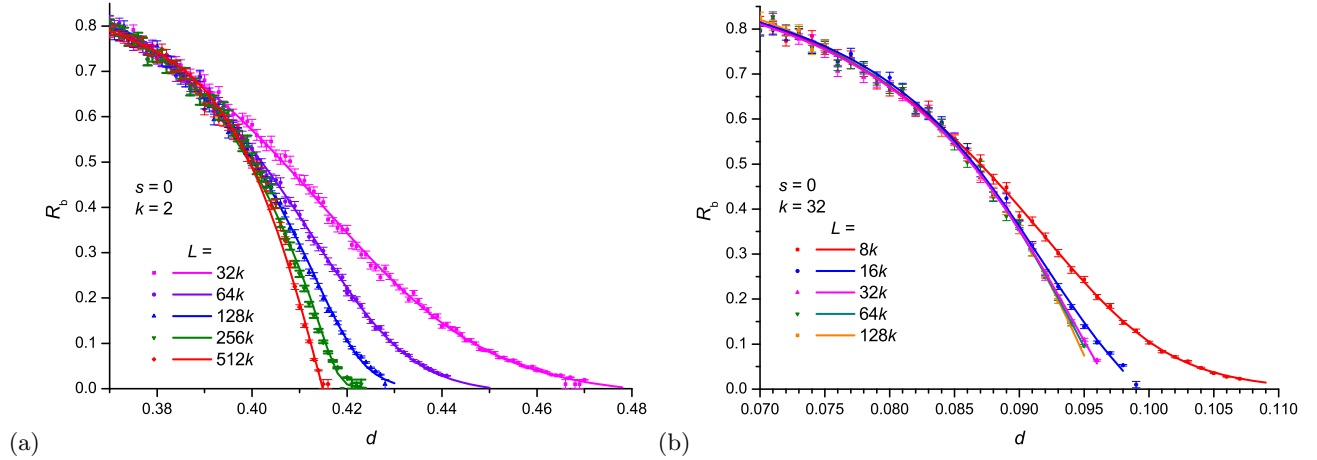 0.8
0.7
0.6
0.5
0.4
0.3
0.2
0.1
0.0
R_b
s = 0
k = 2
L =
32k
64k
128k
256k
512k
0.38
0.40
0.42
0.44
0.46
0.48
d
(a)
0.8
0.7
0.6
0.5
0.4
0.3
0.2
0.1
0.0
R_b
s = 0
k = 32
L =
8k
16k
32k
64k
128k
0.070
0.075
0.080
0.085
0.090
0.095
0.100
0.105
0.110
d
(b)